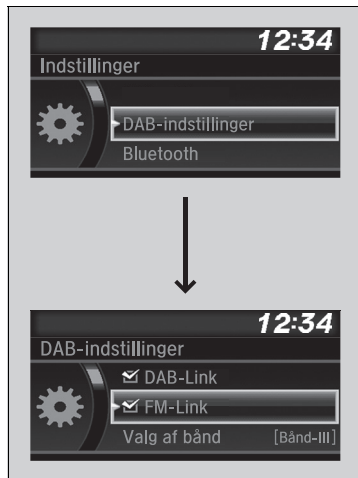 12:34
Indstillinger
DAB-indstillinger
Bluetooth
12:34
DAB-indstillinger
DAB-Link
FM-Link
Valg af bånd [Bånd-III]